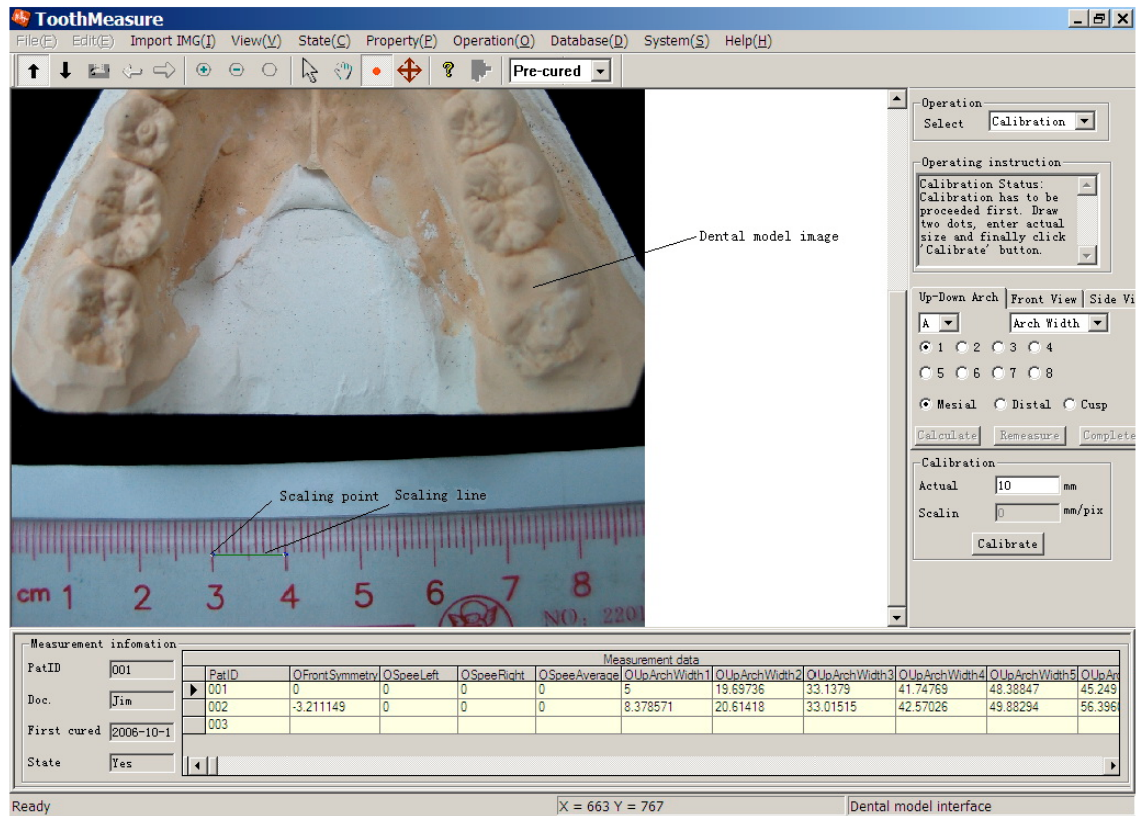 ToothMeasure
File(F) Edit(E) Import IMG(I) View(V) State(C) Property(P) Operation(O) Database(D) System(S) Help(H)
Pre-cured
Operation
Select Calibration
Operating instruction
Calibration Status:
Calibration has to be
proceeded first. Draw
two dots, enter actual
size and finally click
'Calibrate' button.
Dental model image
Up-Down Arch Front View Side Vi
A Arch Width
1 2 3 4
5 6 7 8
Mesial Distal Cusp
Calculate Remeasure Complete
Calibration
Actual 10 mm
Scalin 0 mm/pix
Calibrate
Scaling point Scaling line
cm 1 2 3 4 5 6 7 8
NO: 2201
Measurement infomation
PatID 001
Doc. Jim
First cured 2006-10-1
State Yes
Measurement data
PatID OFrontSymmetry OSpeeLeft OSpeeRight OSpeeAverage OUpArchWidth1 OUpArchWidth2 OUpArchWidth3 OUpArchWidth4 OUpArchWidth5 OUpArc
001 0 0 0 0 5 19.69736 33.1379 41.74769 48.38847 45.249
002 -3.211149 0 0 0 8.378571 20.61418 33.01515 42.57026 49.88294 56.3966
003
Ready X = 663 Y = 767 Dental model interface